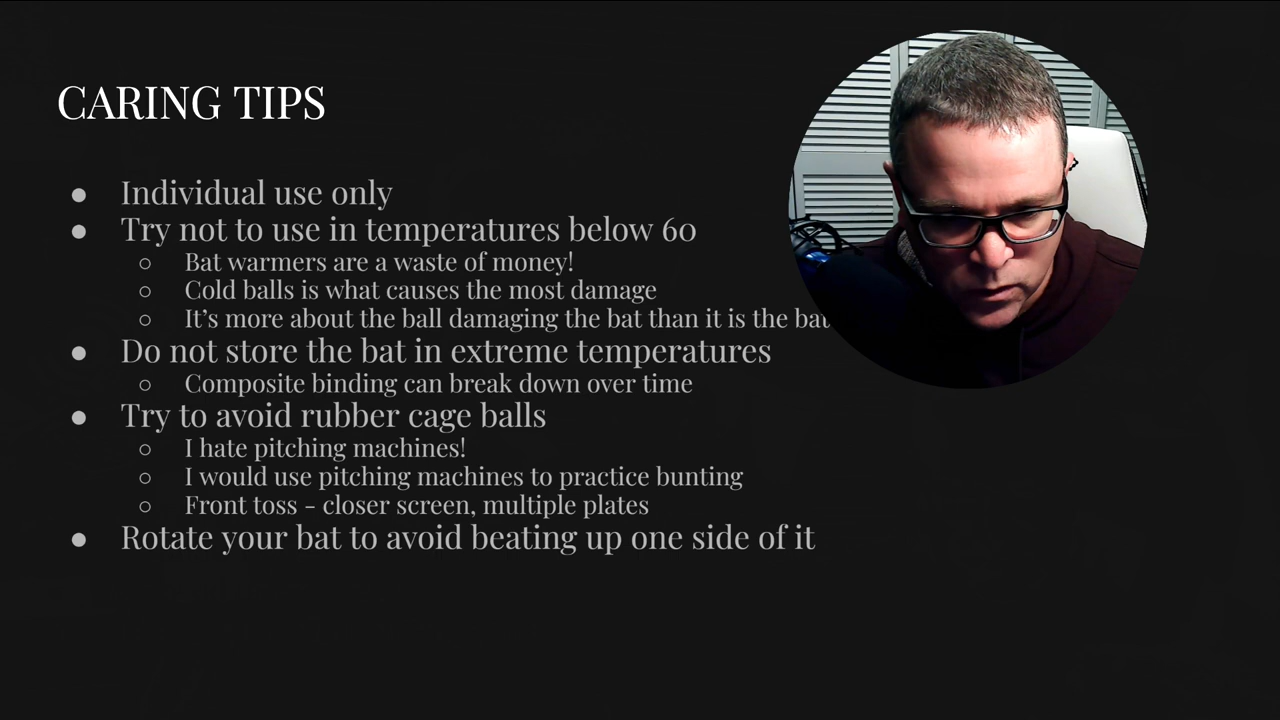 CARING TIPS
● Individual use only
● Try not to use in temperatures below 60
○ Bat warmers are a waste of money!
○ Cold balls is what causes the most damage
○ It’s more about the ball damaging the bat than it is the bat
● Do not store the bat in extreme temperatures
○ Composite binding can break down over time
● Try to avoid rubber cage balls
○ I hate pitching machines!
○ I would use pitching machines to practice bunting
○ Front toss - closer screen, multiple plates
● Rotate your bat to avoid beating up one side of it